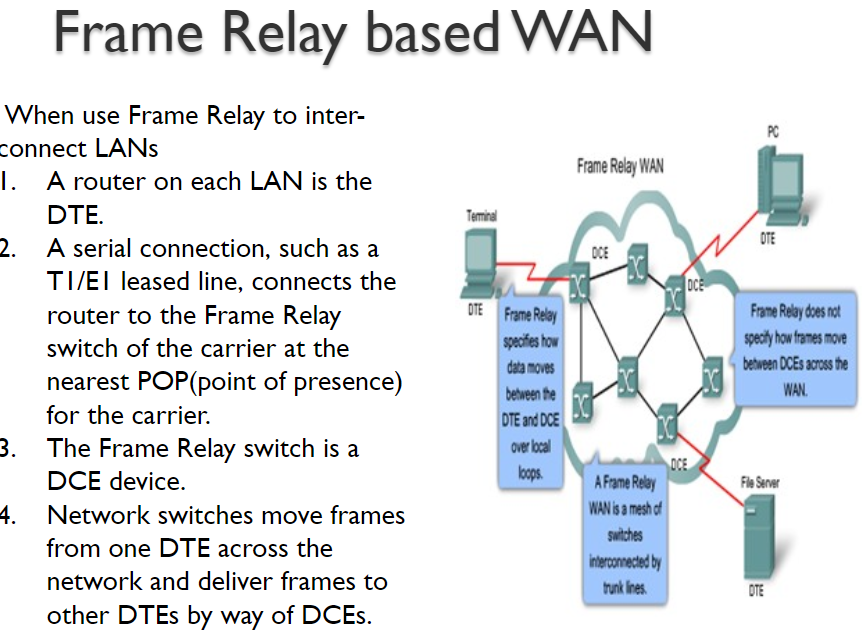 Frame Relay based WAN
When use Frame Relay to inter-
connect LANs
1. A router on each LAN is the
DTE.
2. A serial connection, such as a
T1/E1 leased line, connects the
router to the Frame Relay
switch of the carrier at the
nearest POP(point of presence)
for the carrier.
3. The Frame Relay switch is a
DCE device.
4. Network switches move frames
from one DTE across the
network and deliver frames to
other DTEs by way of DCEs.
Frame Relay WAN
PC
DTE
Terminal
DTE
DCE
DCE
Frame Relay
specifies how
data moves
between the
DTE and DCE
over local
loops.
Frame Relay does not
specify how frames move
between DCEs across the
WAN.
DCE
A Frame Relay
WAN is a mesh of
switches
interconnected by
trunk lines.
File Server
DTE